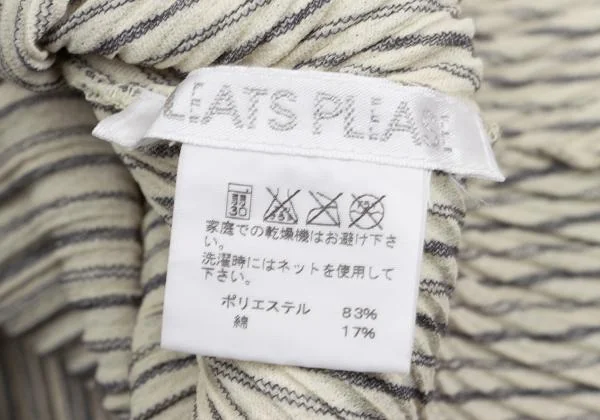 LEATS PLEASE
30
家庭での乾燥機はお避け下さ
い。
洗濯時にはネットを使用して
下さい。
ポリエステル 83%
綿 17%